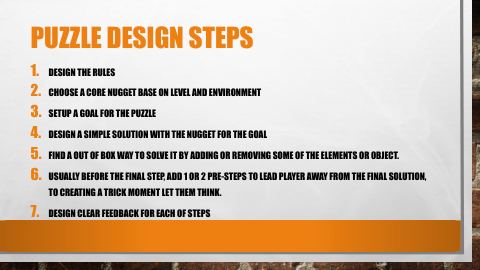 PUZZLE DESIGN STEPS
1. DESIGN THE RULES
2. CHOOSE A CORE NUGGET BASE ON LEVEL AND ENVIRONMENT
3. SETUP A GOAL FOR THE PUZZLE
4. DESIGN A SIMPLE SOLUTION WITH THE NUGGET FOR THE GOAL
5. FIND A OUT OF BOX WAY TO SOLVE IT BY ADDING OR REMOVING SOME OF THE ELEMENTS OR OBJECT.
6. USUALLY BEFORE THE FINAL STEP, ADD 1 OR 2 PRE-STEPS TO LEAD PLAYER AWAY FROM THE FINAL SOLUTION,
TO CREATING A TRICK MOMENT LET THEM THINK.
7. DESIGN CLEAR FEEDBACK FOR EACH OF STEPS